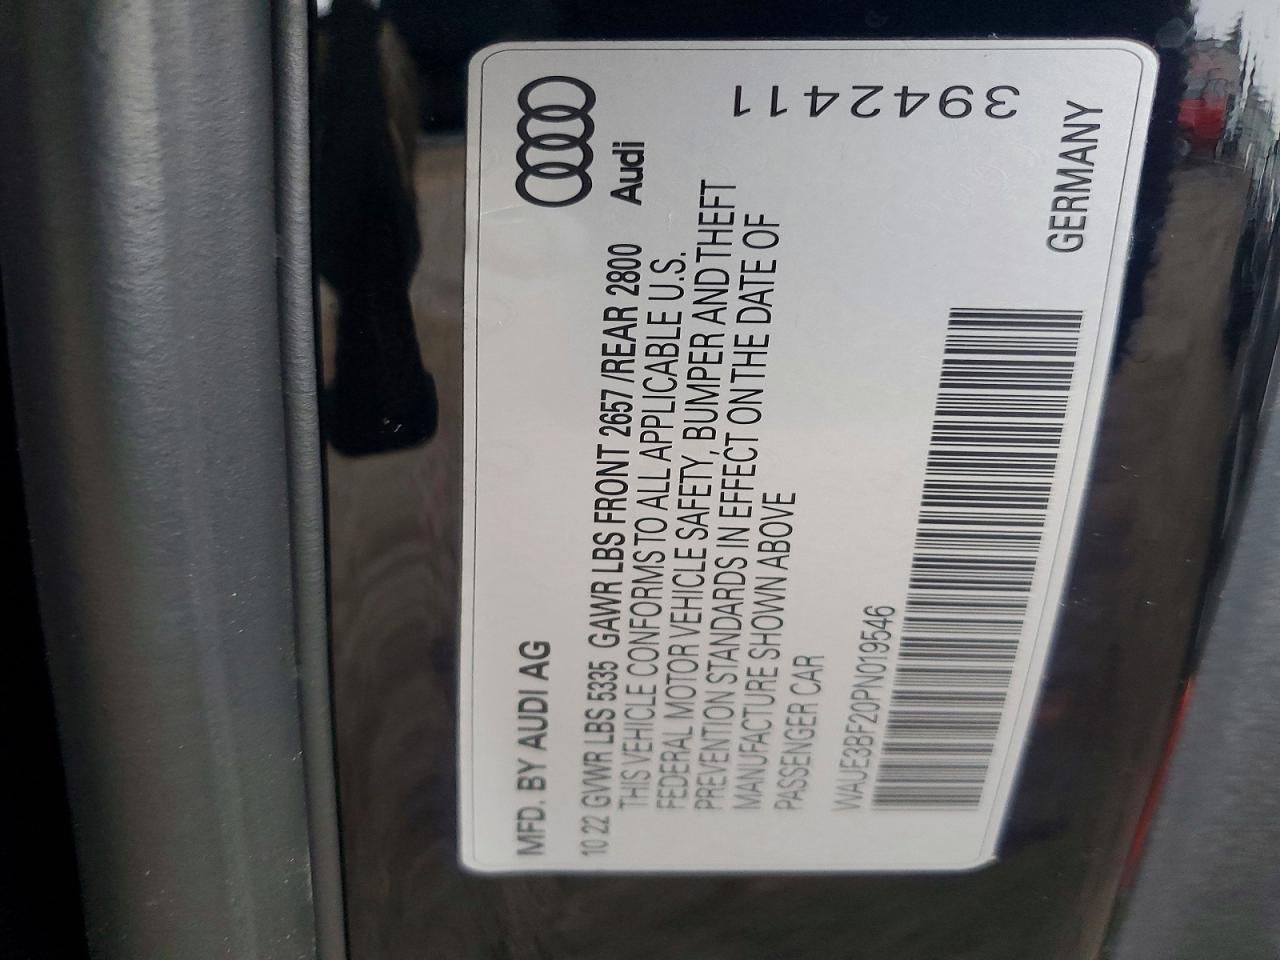 MFD. BY AUDI AG
Audi
10 22 GVWR LBS 5335 GAWR LBS FRONT 2657 /REAR 2800
THIS VEHICLE CONFORMS TO ALL APPLICABLE U.S.
FEDERAL MOTOR VEHICLE SAFETY, BUMPER AND THEFT
PREVENTION STANDARDS IN EFFECT ON THE DATE OF
MANUFACTURE SHOWN ABOVE
PASSENGER CAR
WAUE3BF20PN019546
GERMANY
3942411